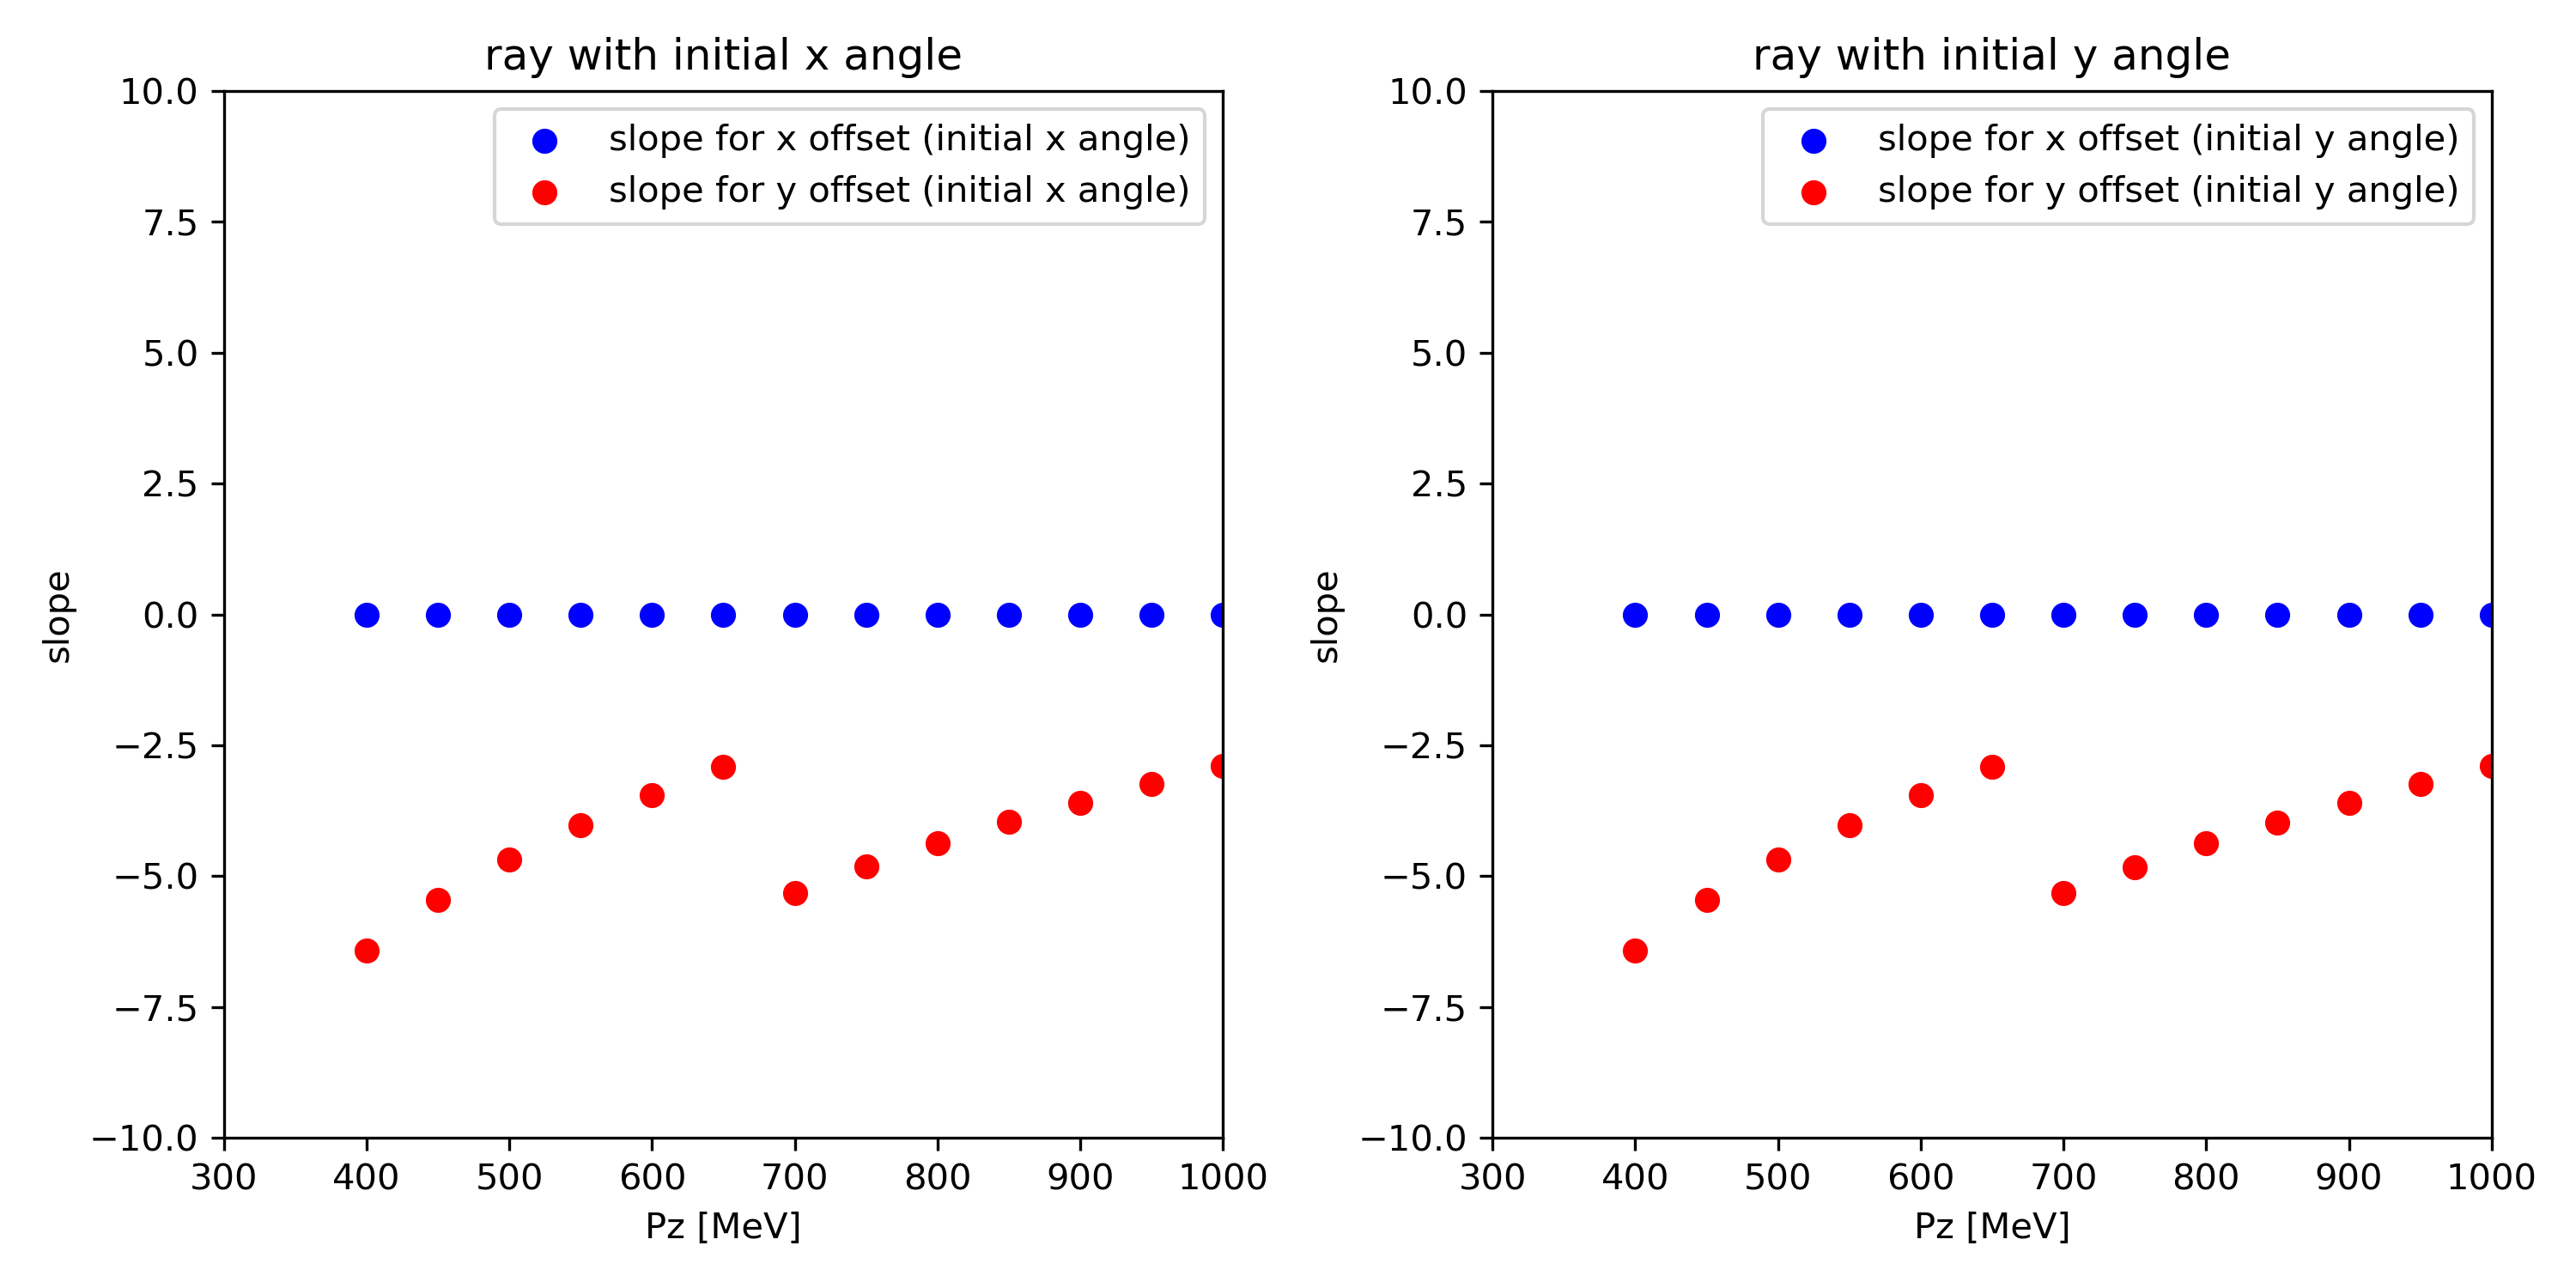 ray with initial x angle
slope for x offset (initial x angle)
slope for y offset (initial x angle)
10.0
7.5
5.0
2.5
0.0
−2.5
−5.0
−7.5
−10.0
slope
300 400 500 600 700 800 900 1000
Pz [MeV]
ray with initial y angle
slope for x offset (initial y angle)
slope for y offset (initial y angle)
10.0
7.5
5.0
2.5
0.0
−2.5
−5.0
−7.5
−10.0
slope
300 400 500 600 700 800 900 1000
Pz [MeV]